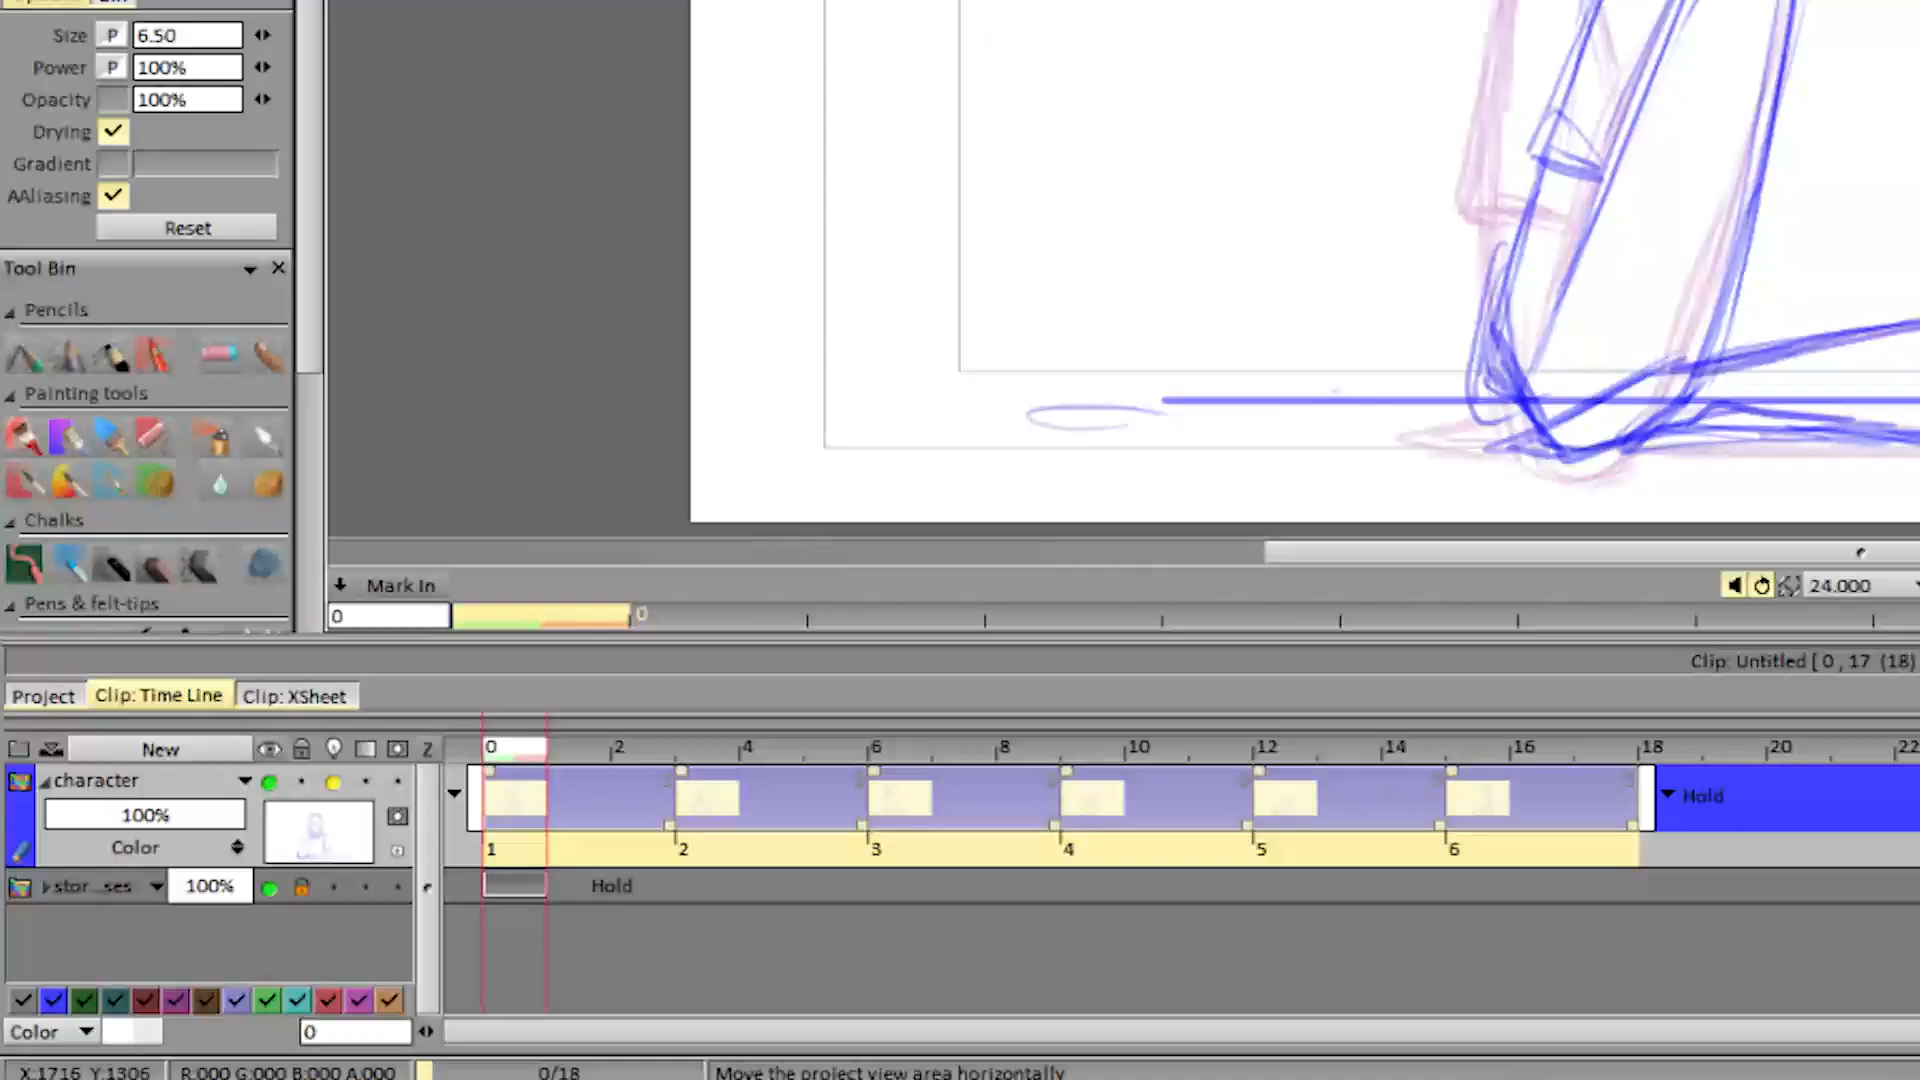 Size P 6.50
Power P 100%
Opacity 100%
Drying
Gradient
AAliasing
Reset
Tool Bin
Pencils
Painting tools
Chalks
Pens & felt-tips
Mark In
24.000
0 0
Clip: Untitled [ 0 , 17 (18)
Project Clip: Time Line Clip: XSheet
New Z 0 2 4 6 8 10 12 14 16 18 20 22
character
100%
Hold
Color
1 2 3 4 5 6
stor...ses 100% Hold
Color 0
X:1716 Y:1306 R:000 G:000 B:000 A:000 0/18 Move the project view area horizontally